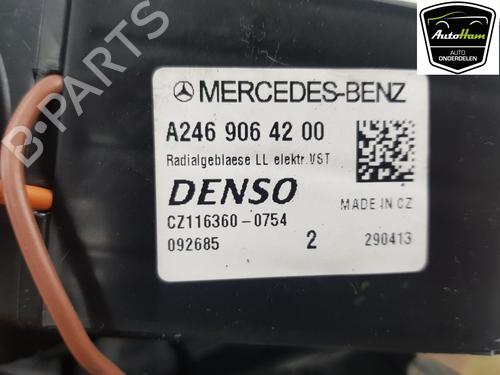 AutoHam
AUTO
ONDERDELEN
B-PARTS
MERCEDES-BENZ
A246 906 42 00
Radialgeblaese LL elektr.VST
DENSO
MADE IN CZ
CZ116360-0754
092685 2 290413